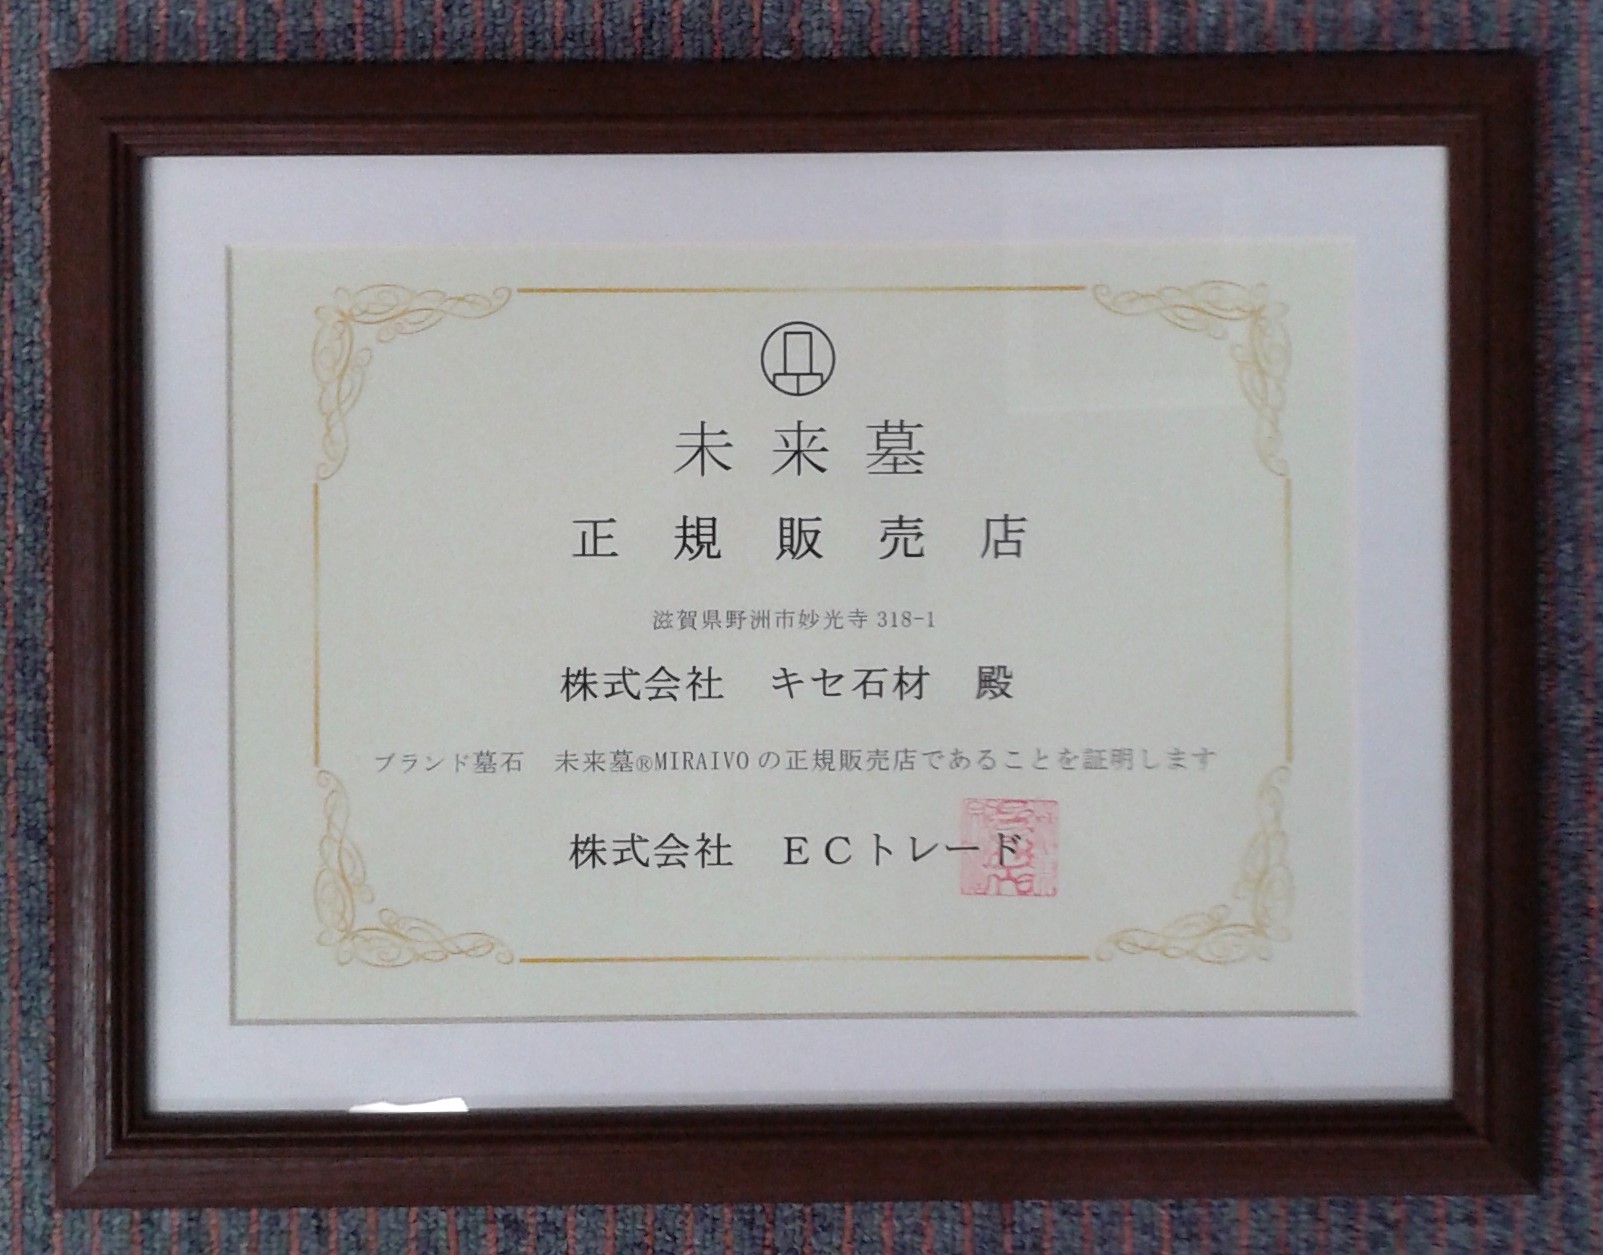 未来墓
正規販売店
滋賀県野洲市妙光寺 318-1
株式会社　キセ石材　殿
ブランド墓石　未来墓®MIRAIVO の正規販売店であることを証明します
株式会社　ＥＣトレード